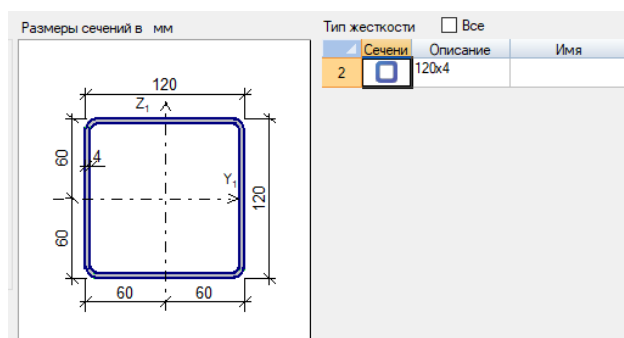 Размеры сечений в мм
Тип жесткости Все
Сечени Описание Имя
2 120x4
120
Z1
60
4
Y1
120
60
60 60